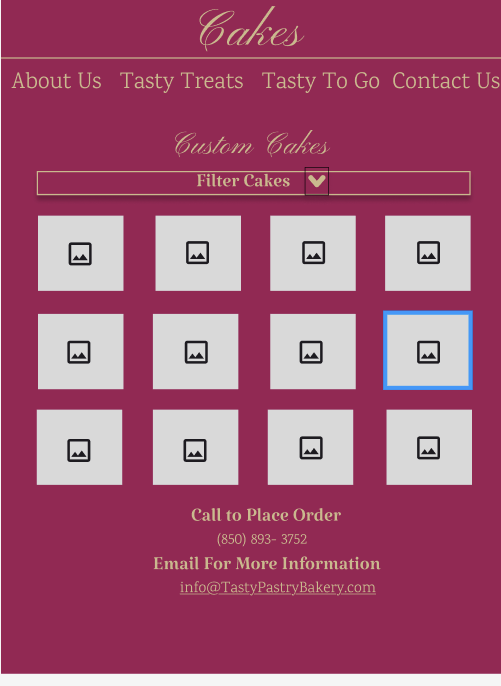 Cakes
About Us Tasty Treats Tasty To Go Contact Us
Custom Cakes
Filter Cakes
Call to Place Order
(850) 893- 3752
Email For More Information
info@TastyPastryBakery.com